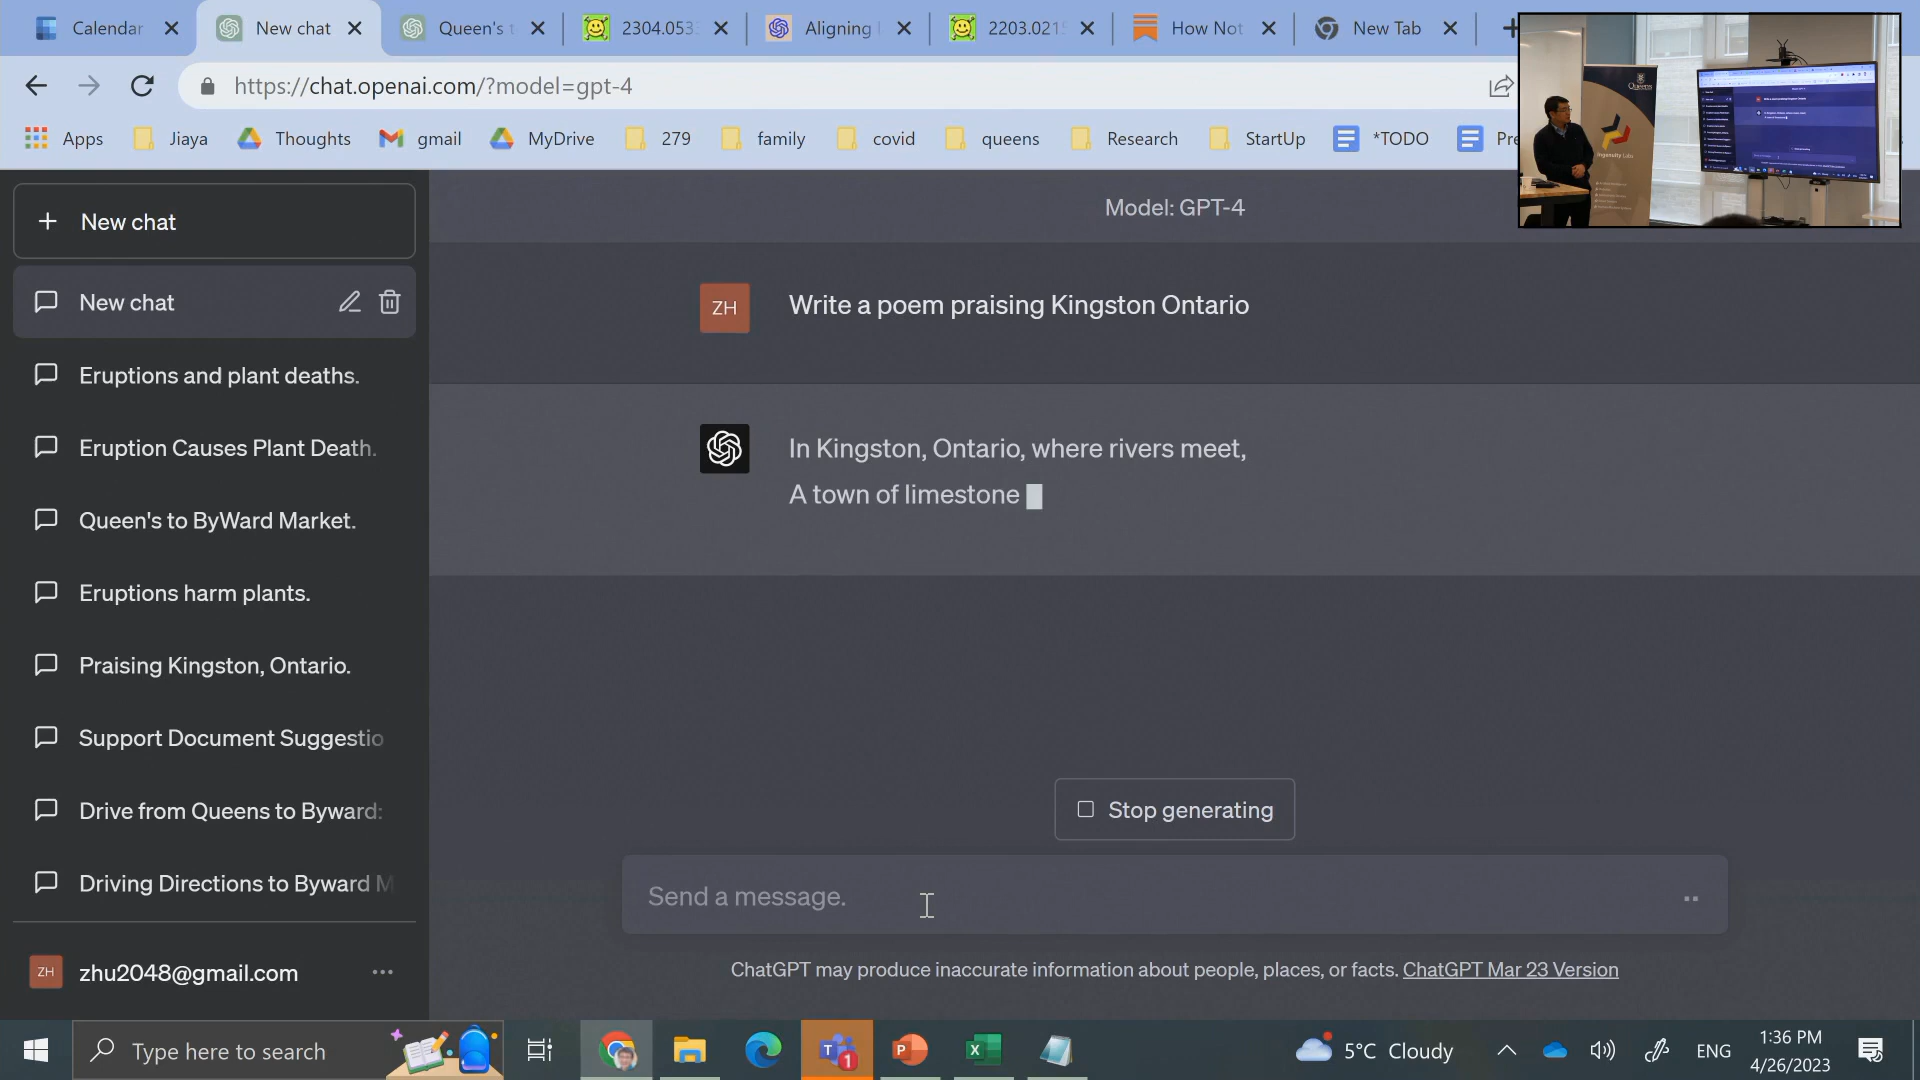 Calendar
New chat
Queen's t
2304.053
Aligning
2203.0215
How Not
New Tab
https://chat.openai.com/?model=gpt-4
Apps
Jiaya
Thoughts
gmail
MyDrive
279
family
covid
queens
Research
StartUp
*TODO
Pre
Queen's
Ingenuity Labs
New chat
New chat
Eruptions and plant deaths.
Eruption Causes Plant Death.
Queen's to ByWard Market.
Eruptions harm plants.
Praising Kingston, Ontario.
Support Document Suggestio
Drive from Queens to Byward:
Driving Directions to Byward M
ZH zhu2048@gmail.com
Model: GPT-4
ZH Write a poem praising Kingston Ontario
In Kingston, Ontario, where rivers meet,
A town of limestone
Stop generating
Send a message.
ChatGPT may produce inaccurate information about people, places, or facts. ChatGPT Mar 23 Version
Type here to search
T 1
P
X
5°C Cloudy
ENG
1:36 PM
4/26/2023